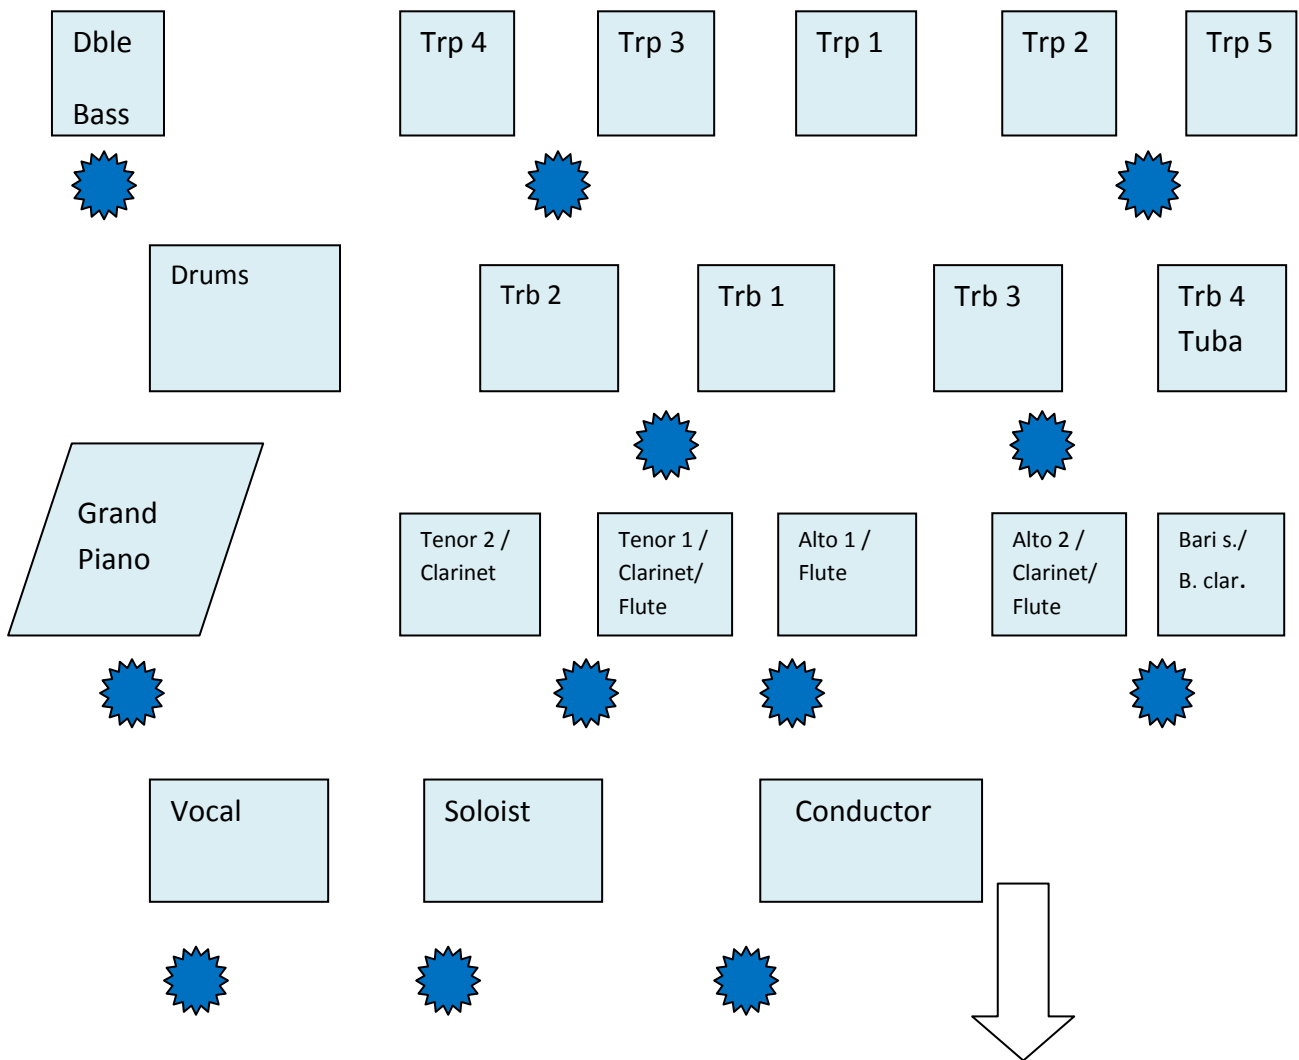 Dble
Bass
Trp 4
Trp 3
Trp 1
Trp 2
Trp 5
Drums
Trb 2
Trb 1
Trb 3
Trb 4
Tuba
Grand
Piano
Tenor 2 /
Clarinet
Tenor 1 /
Clarinet/
Flute
Alto 1 /
Flute
Alto 2 /
Clarinet/
Flute
Bari s./
B. clar.
Vocal
Soloist
Conductor